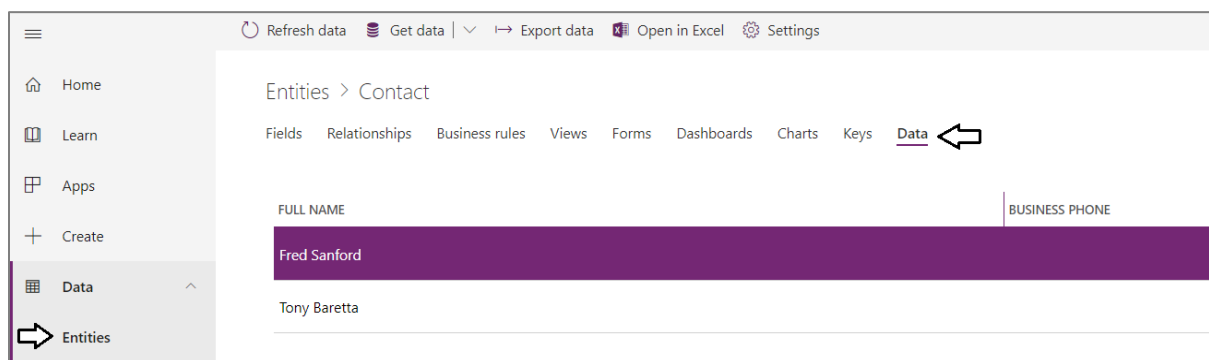 Refresh data Get data Export data Open in Excel Settings
Home
Learn
Apps
Create
Data
Entities
Entities > Contact
Fields Relationships Business rules Views Forms Dashboards Charts Keys Data
FULL NAME BUSINESS PHONE
Fred Sanford
Tony Baretta